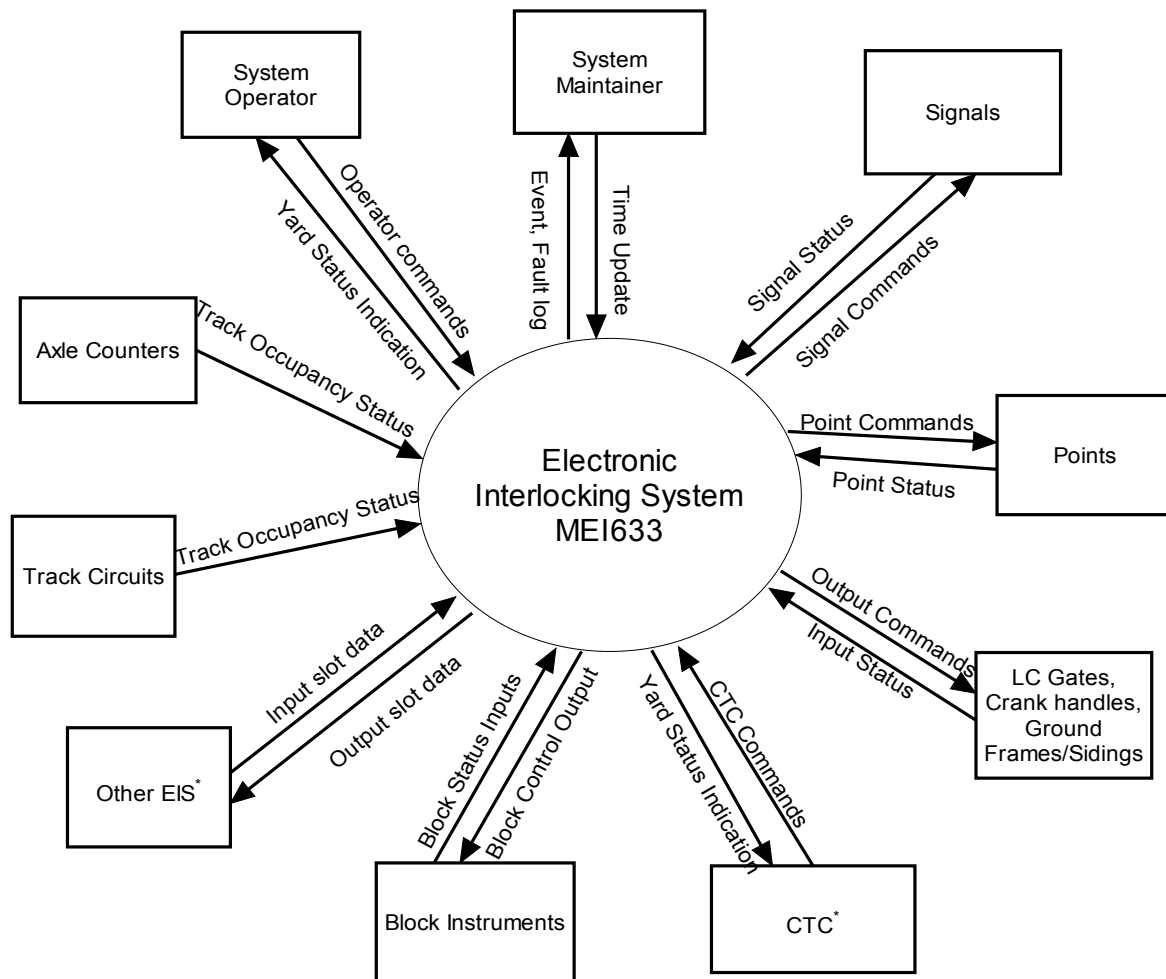 System
Operator
System
Maintainer
Signals
Operator commands
Yard Status Indication
Event, Fault log
Time Update
Signal Status
Signal Commands
Axle Counters
Track Occupancy Status
Point Commands
Points
Point Status
Electronic
Interlocking System
MEI633
Track Circuits
Track Occupancy Status
Output Commands
Input Status
LC Gates,
Crank handles,
Ground
Frames/Sidings
Input slot data
Output slot data
Other EIS*
Block Status Inputs
Block Control Output
Block Instruments
Yard Status Indication
CTC Commands
CTC*